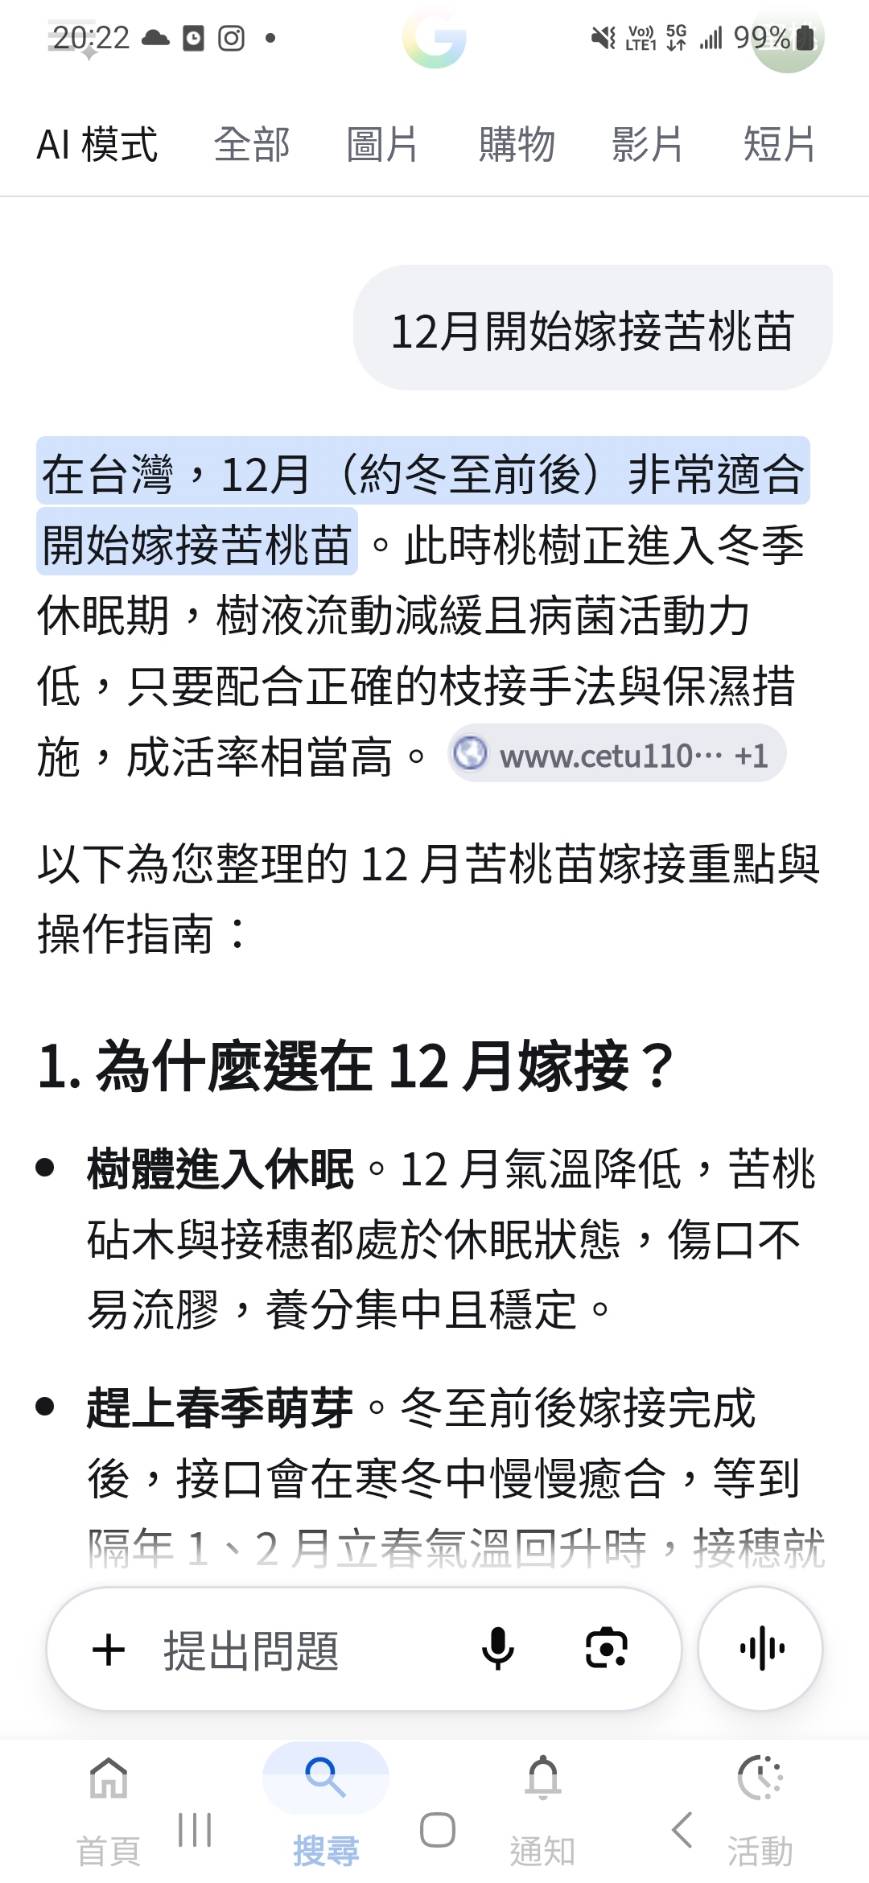 20:22
Vo)) LTE1 5G 99%
AI 模式 全部 圖片 購物 影片 短片
12月開始嫁接苦桃苗
在台灣，12月（約冬至前後）非常適合
開始嫁接苦桃苗。此時桃樹正進入冬季
休眠期，樹液流動減緩且病菌活動力
低，只要配合正確的枝接手法與保濕措
施，成活率相當高。 www.cetu110… +1
以下為您整理的 12 月苦桃苗嫁接重點與
操作指南：
1. 為什麼選在 12 月嫁接？
• 樹體進入休眠。12 月氣溫降低，苦桃
砧木與接穗都處於休眠狀態，傷口不
易流膠，養分集中且穩定。
• 趕上春季萌芽。冬至前後嫁接完成
後，接口會在寒冬中慢慢癒合，等到
隔年 1、2 月立春氣溫回升時，接穗就
提出問題
首頁 搜尋 通知 活動